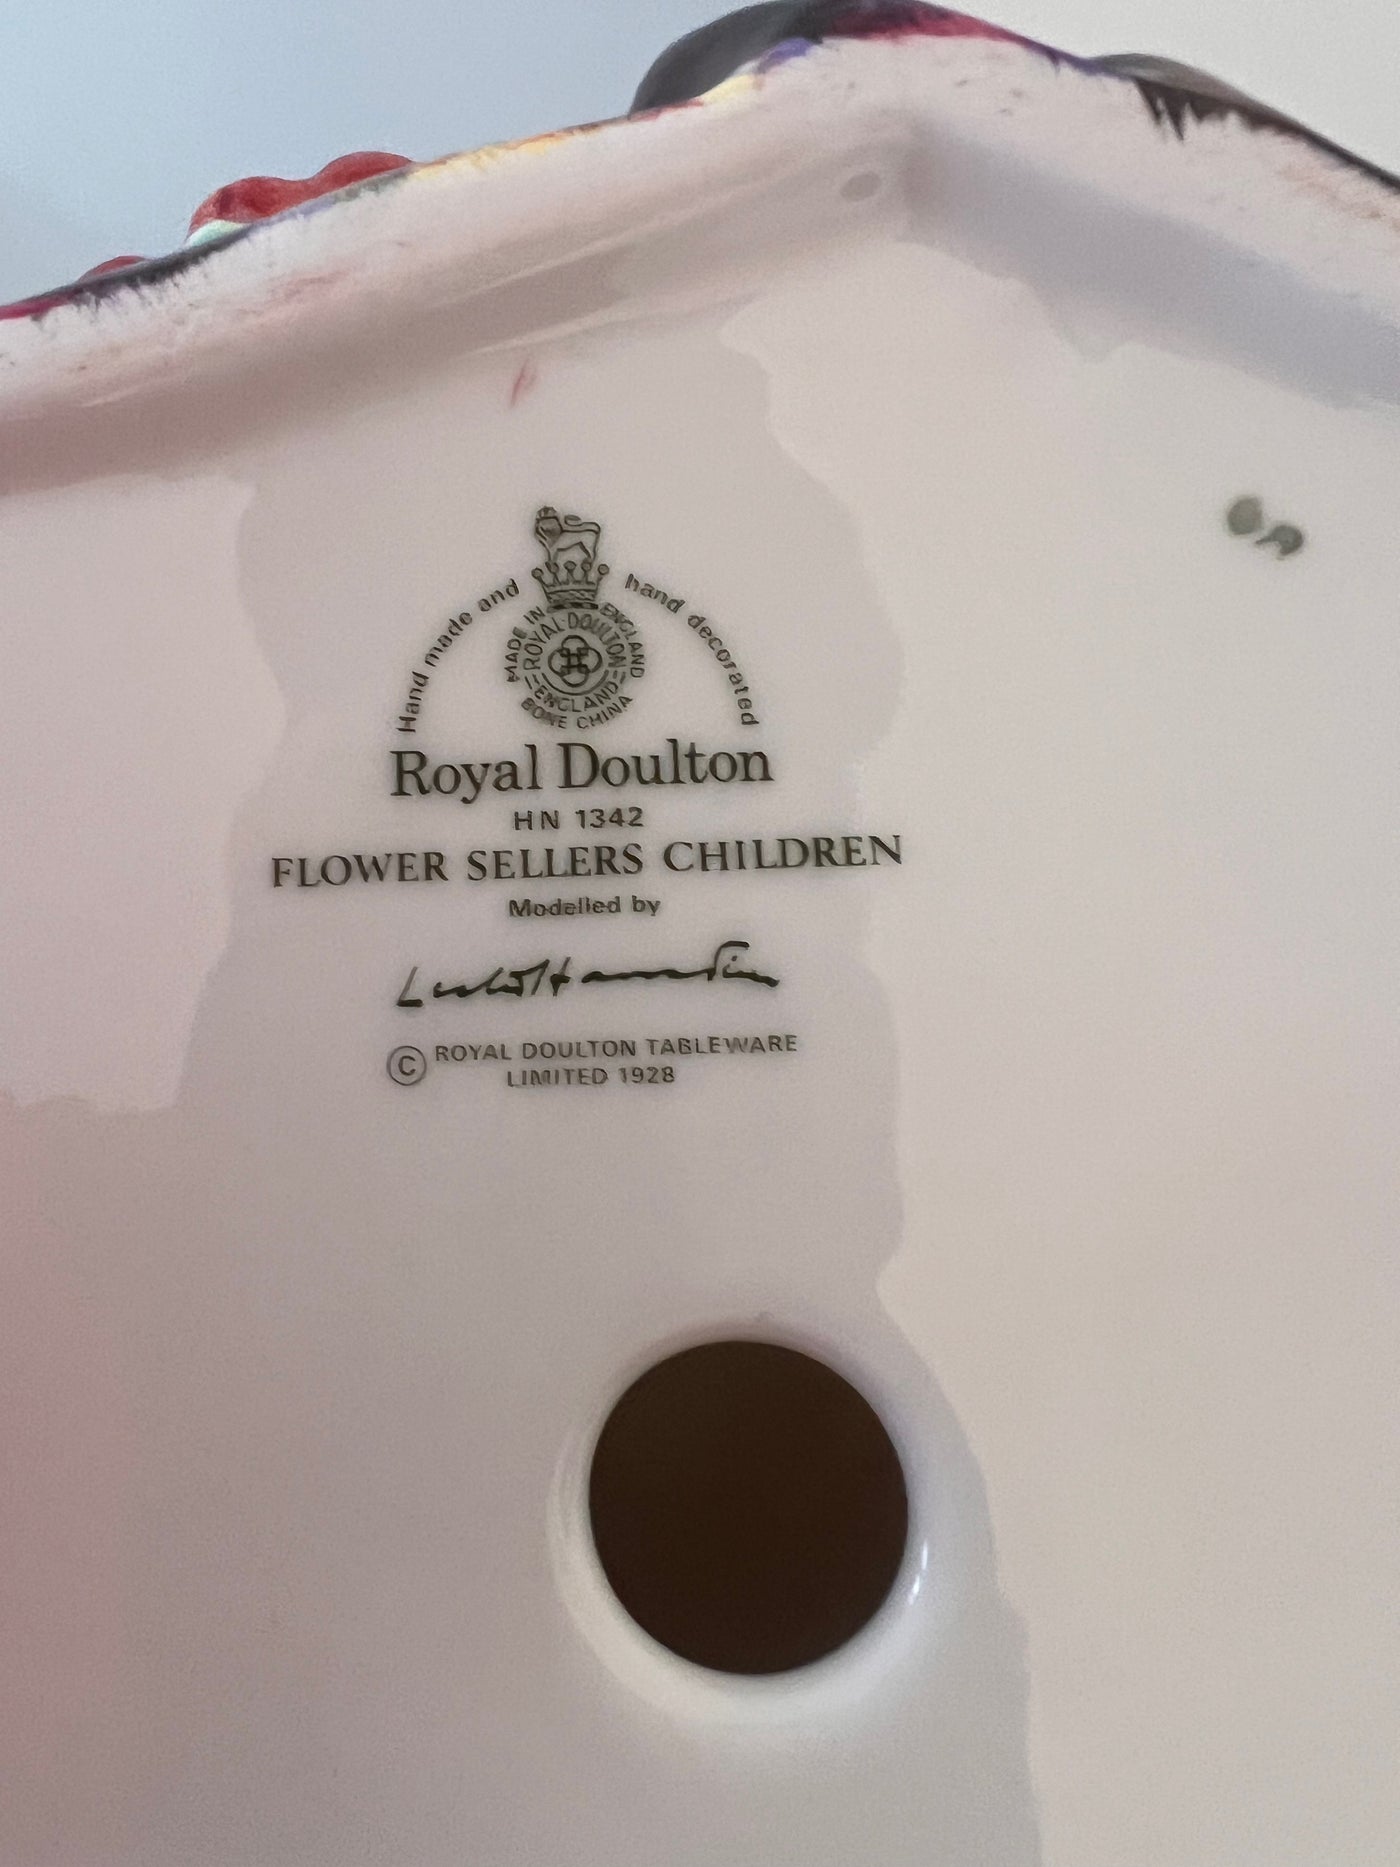 Hand made and hand decorated
MADE IN ENGLAND
ROYAL·DOULTON
ENGLAND
BONE CHINA
Royal Doulton
HN 1342
FLOWER SELLERS CHILDREN
Modelled by
© ROYAL DOULTON TABLEWARE
LIMITED 1928